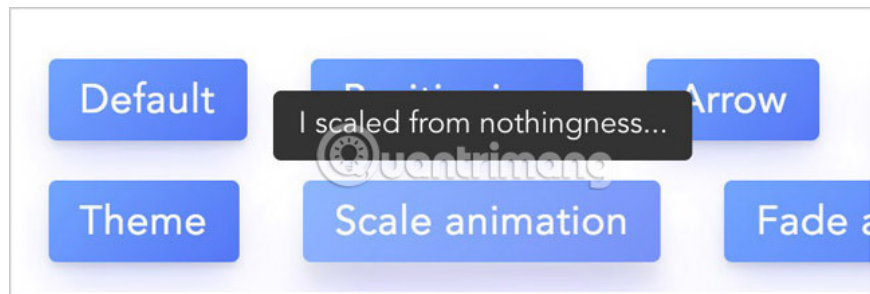 Default
Arrow
I scaled from nothingness...
Quantrimang
Theme
Scale animation
Fade a